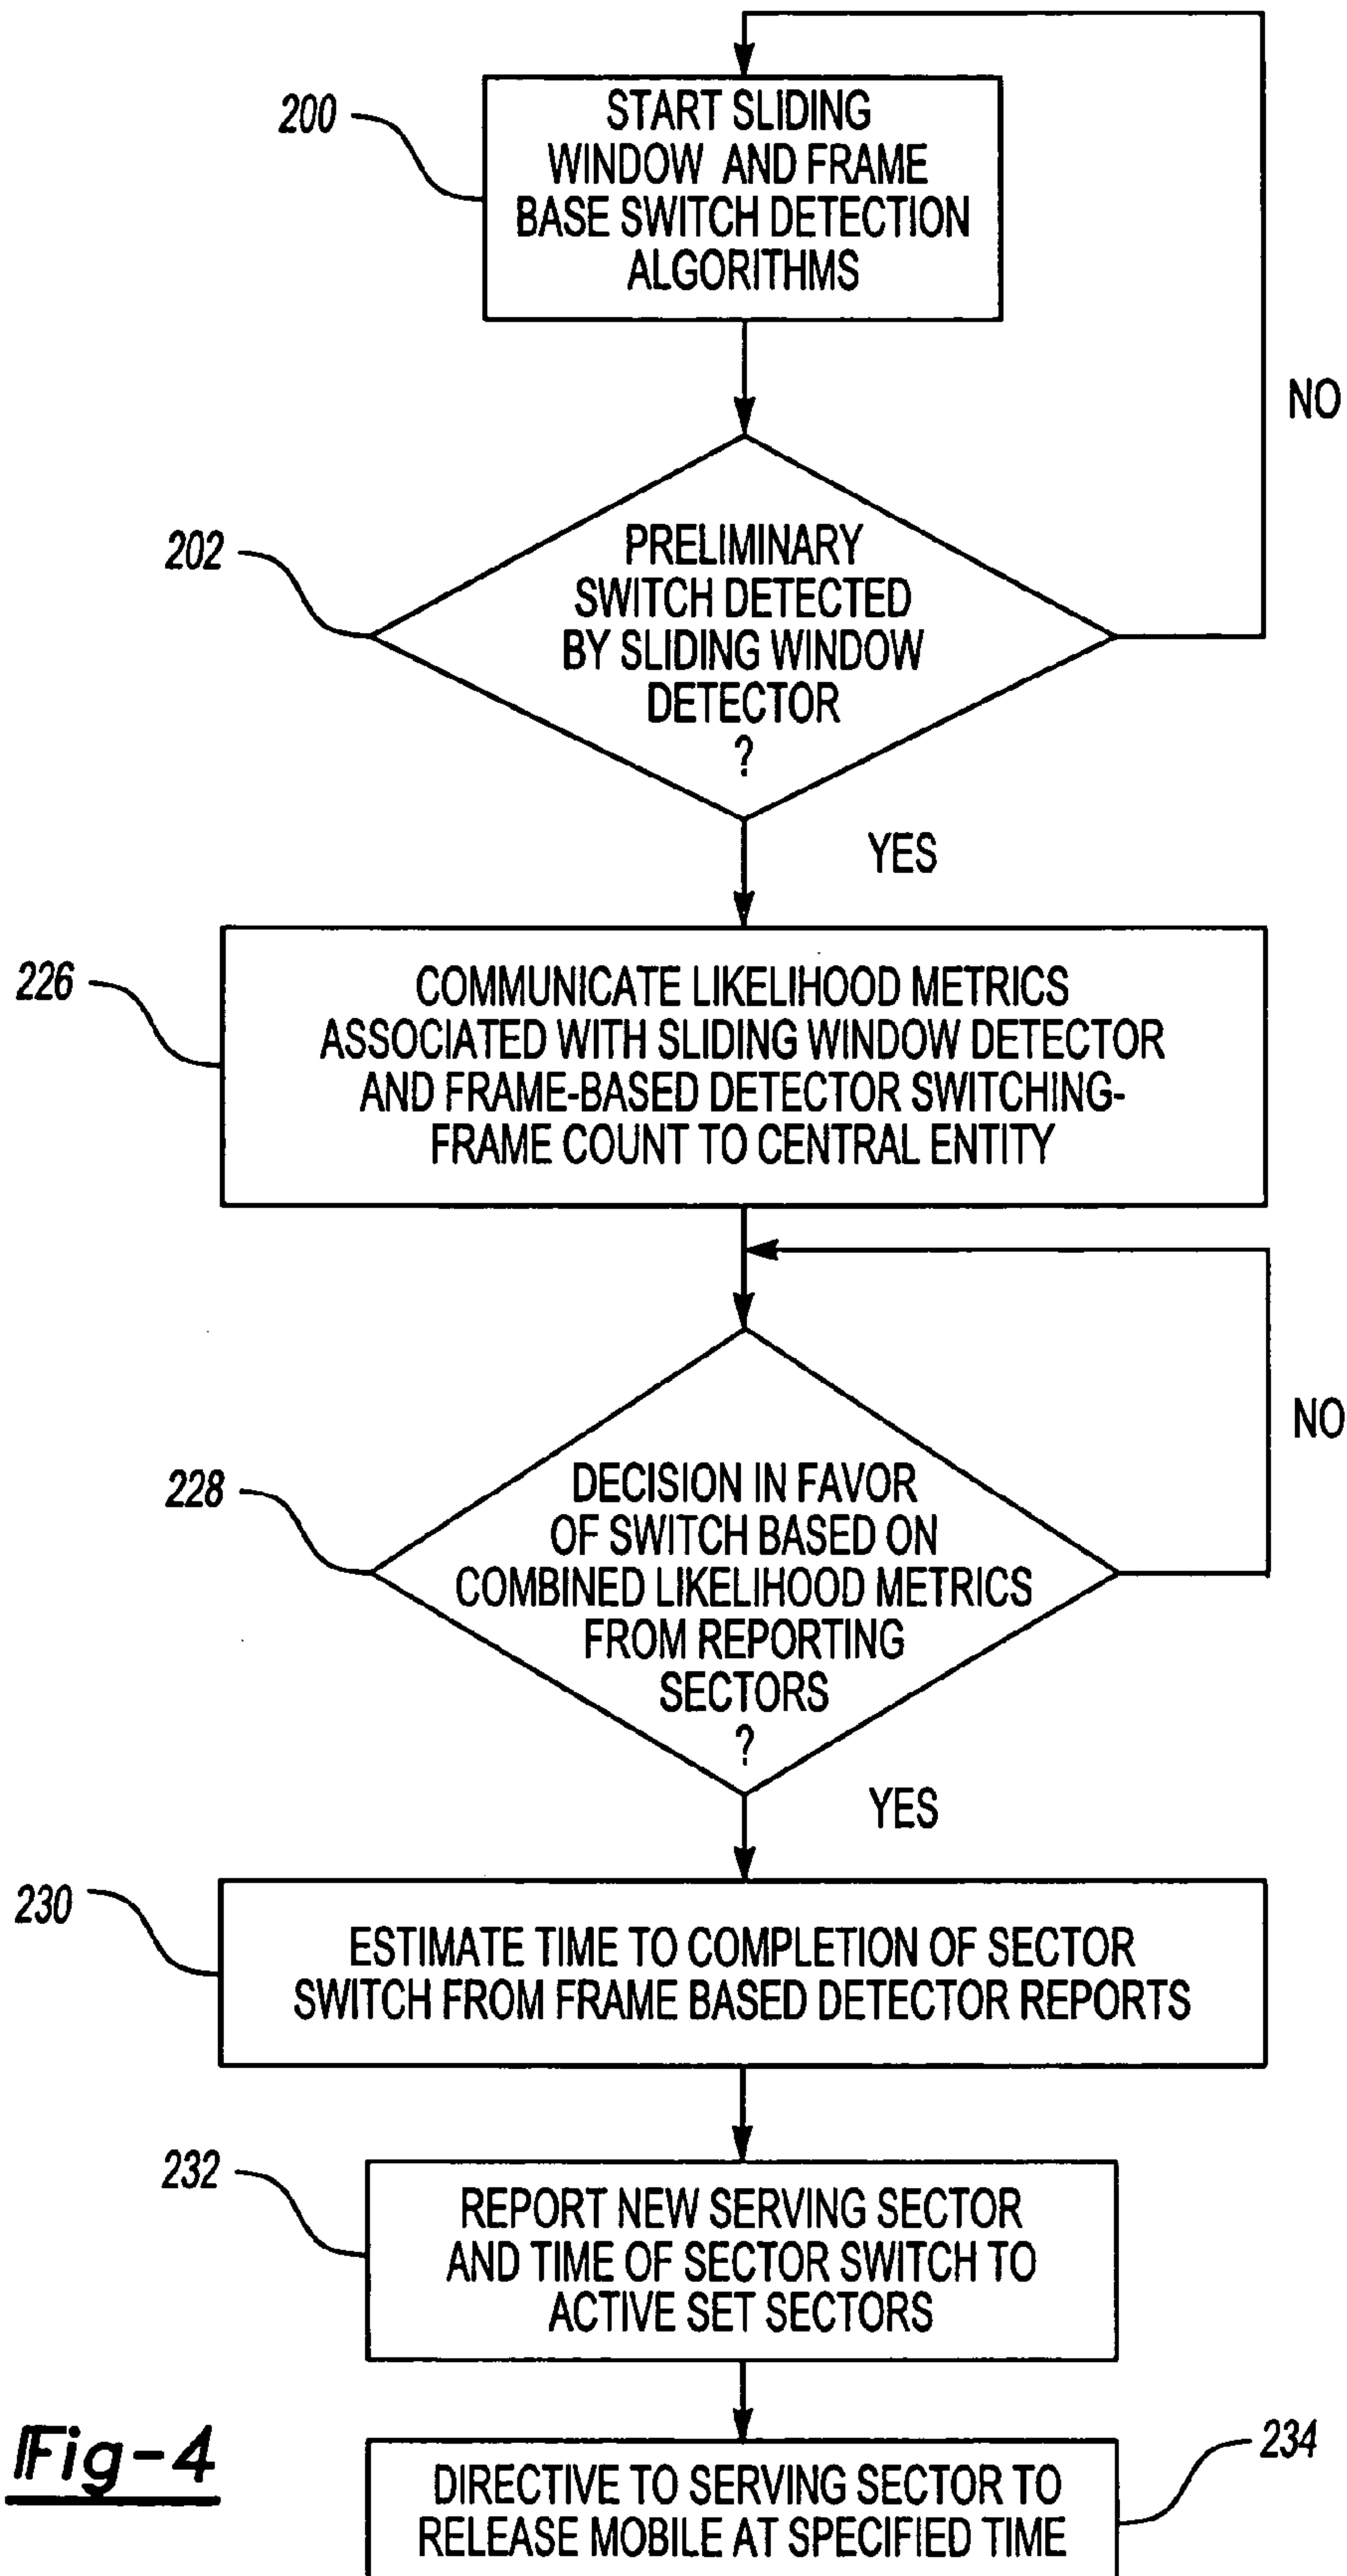 200
START SLIDING
WINDOW AND FRAME
BASE SWITCH DETECTION
ALGORITHMS
NO
202
PRELIMINARY
SWITCH DETECTED
BY SLIDING WINDOW
DETECTOR
?
YES
226
COMMUNICATE LIKELIHOOD METRICS
ASSOCIATED WITH SLIDING WINDOW DETECTOR
AND FRAME-BASED DETECTOR SWITCHING-
FRAME COUNT TO CENTRAL ENTITY
NO
228
DECISION IN FAVOR
OF SWITCH BASED ON
COMBINED LIKELIHOOD METRICS
FROM REPORTING
SECTORS
?
YES
230
ESTIMATE TIME TO COMPLETION OF SECTOR
SWITCH FROM FRAME BASED DETECTOR REPORTS
232
REPORT NEW SERVING SECTOR
AND TIME OF SECTOR SWITCH TO
ACTIVE SET SECTORS
234
DIRECTIVE TO SERVING SECTOR TO
RELEASE MOBILE AT SPECIFIED TIME
Fig-4